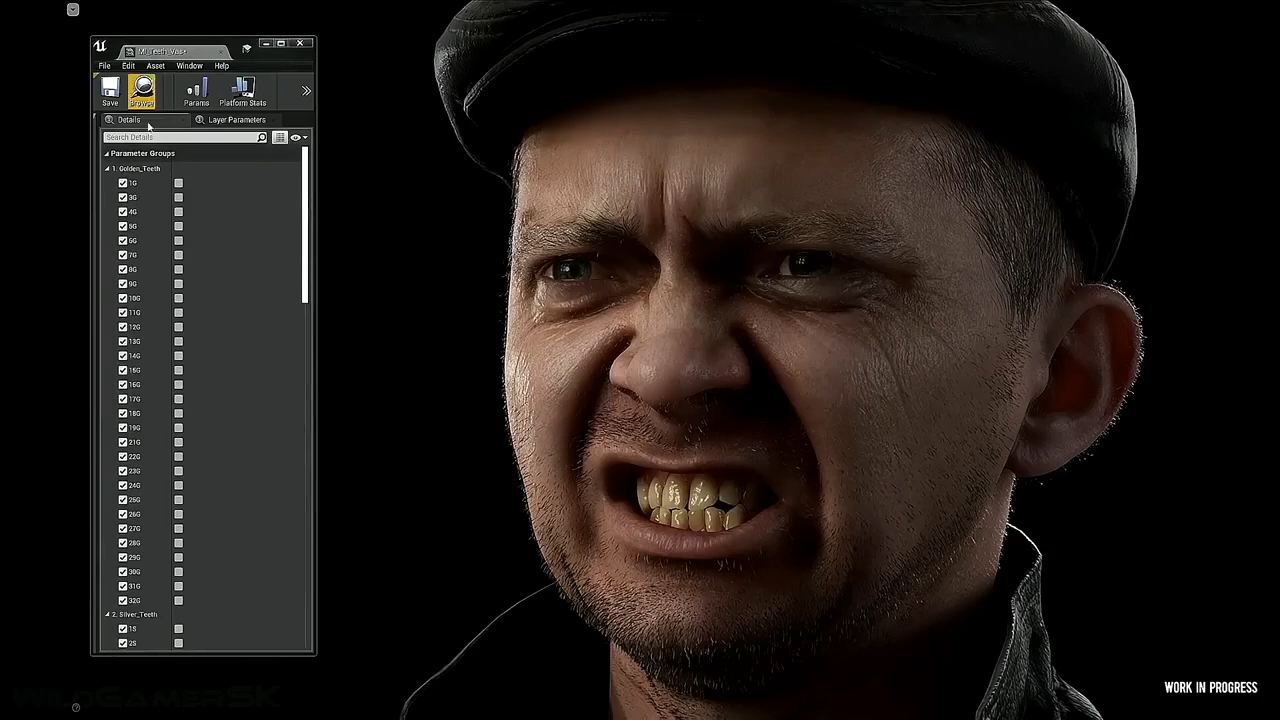 MI_Teeth_Vas*
File Edit Asset Window Help
Save Browse Params Platform Stats
Details Layer Parameters
Search Details
Parameter Groups
1. Golden_Teeth
1G
3G
4G
5G
6G
7G
8G
9G
10G
11G
12G
13G
14G
15G
16G
17G
18G
19G
21G
22G
23G
24G
25G
26G
27G
28G
29G
30G
31G
32G
2. Silver_Teeth
1S
2S
WILDGAMERSK
WORK IN PROGRESS